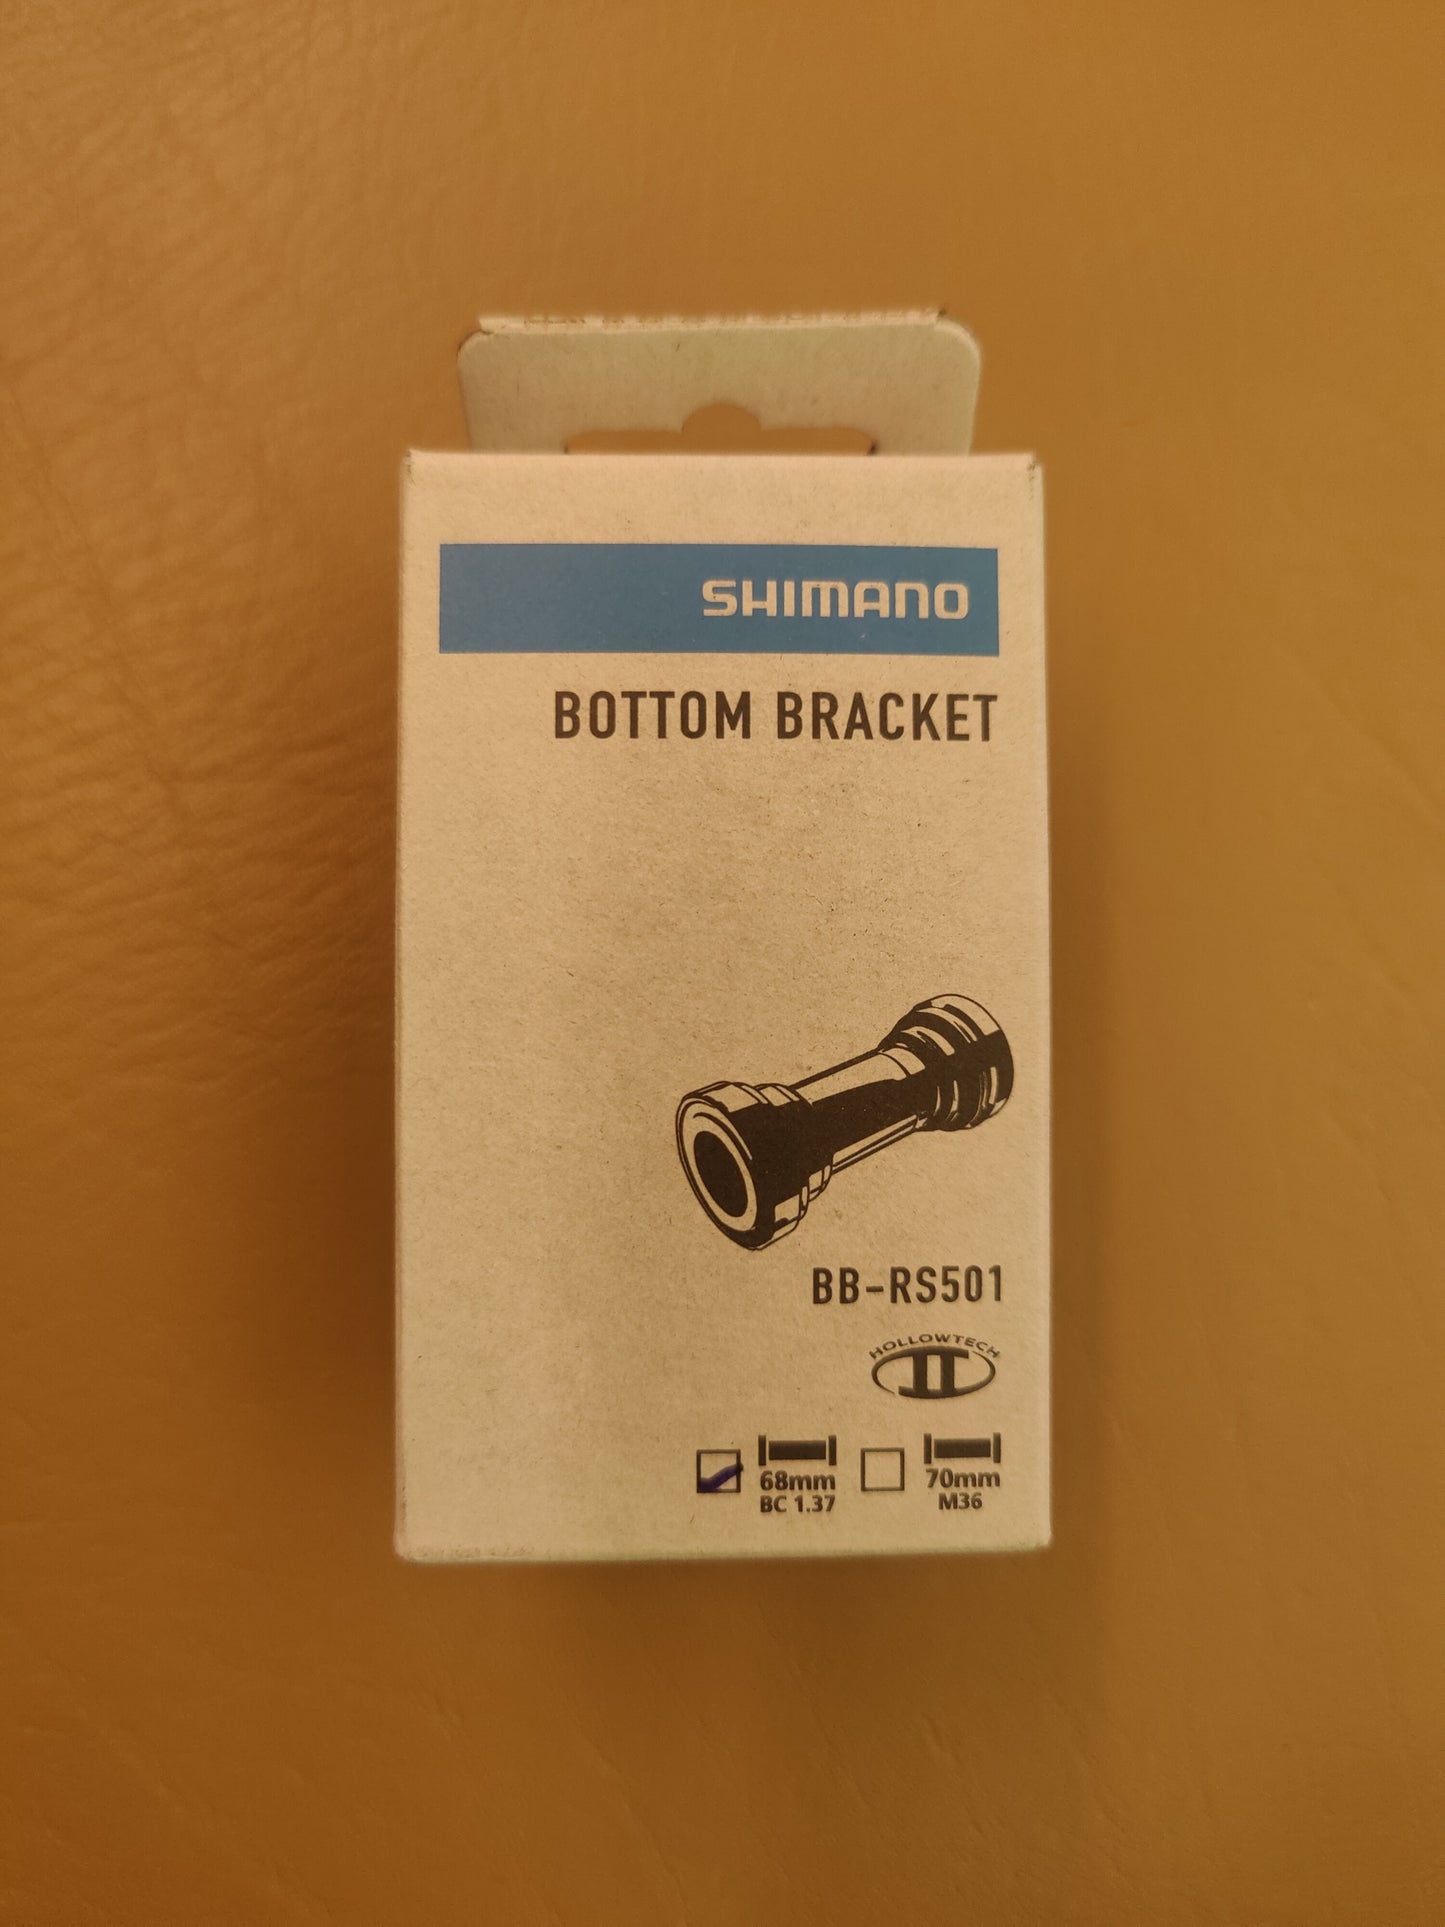 SHIMANO
BOTTOM BRACKET
BB-RS501
HOLLOWTECH
II
68mm
BC 1.37
70mm
M36